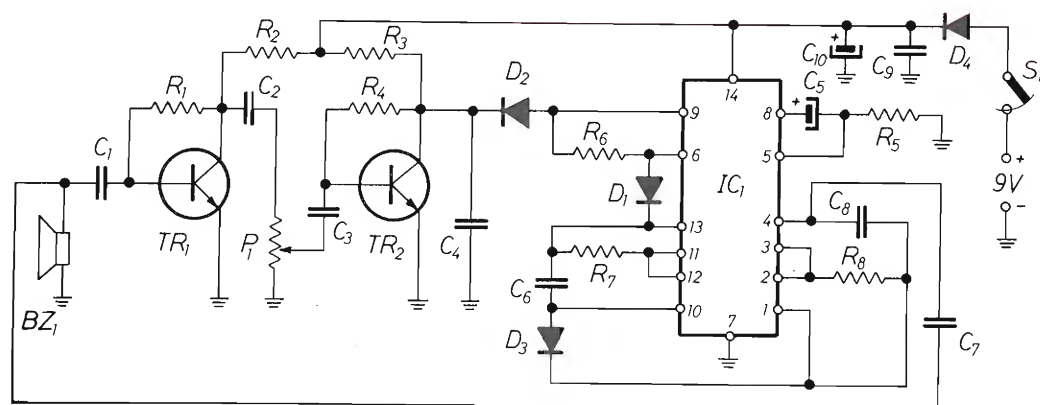 R2
R3
R1
C2
R4
D2
C1
TR1
P1
C3
TR2
C4
BZ1
R6
D1
R7
C6
D3
IC1
14
9
6
13
11
12
10
7
8
5
4
3
2
1
+
C10
C9
D4
+
C5
R5
C8
R8
C7
+
9V
-